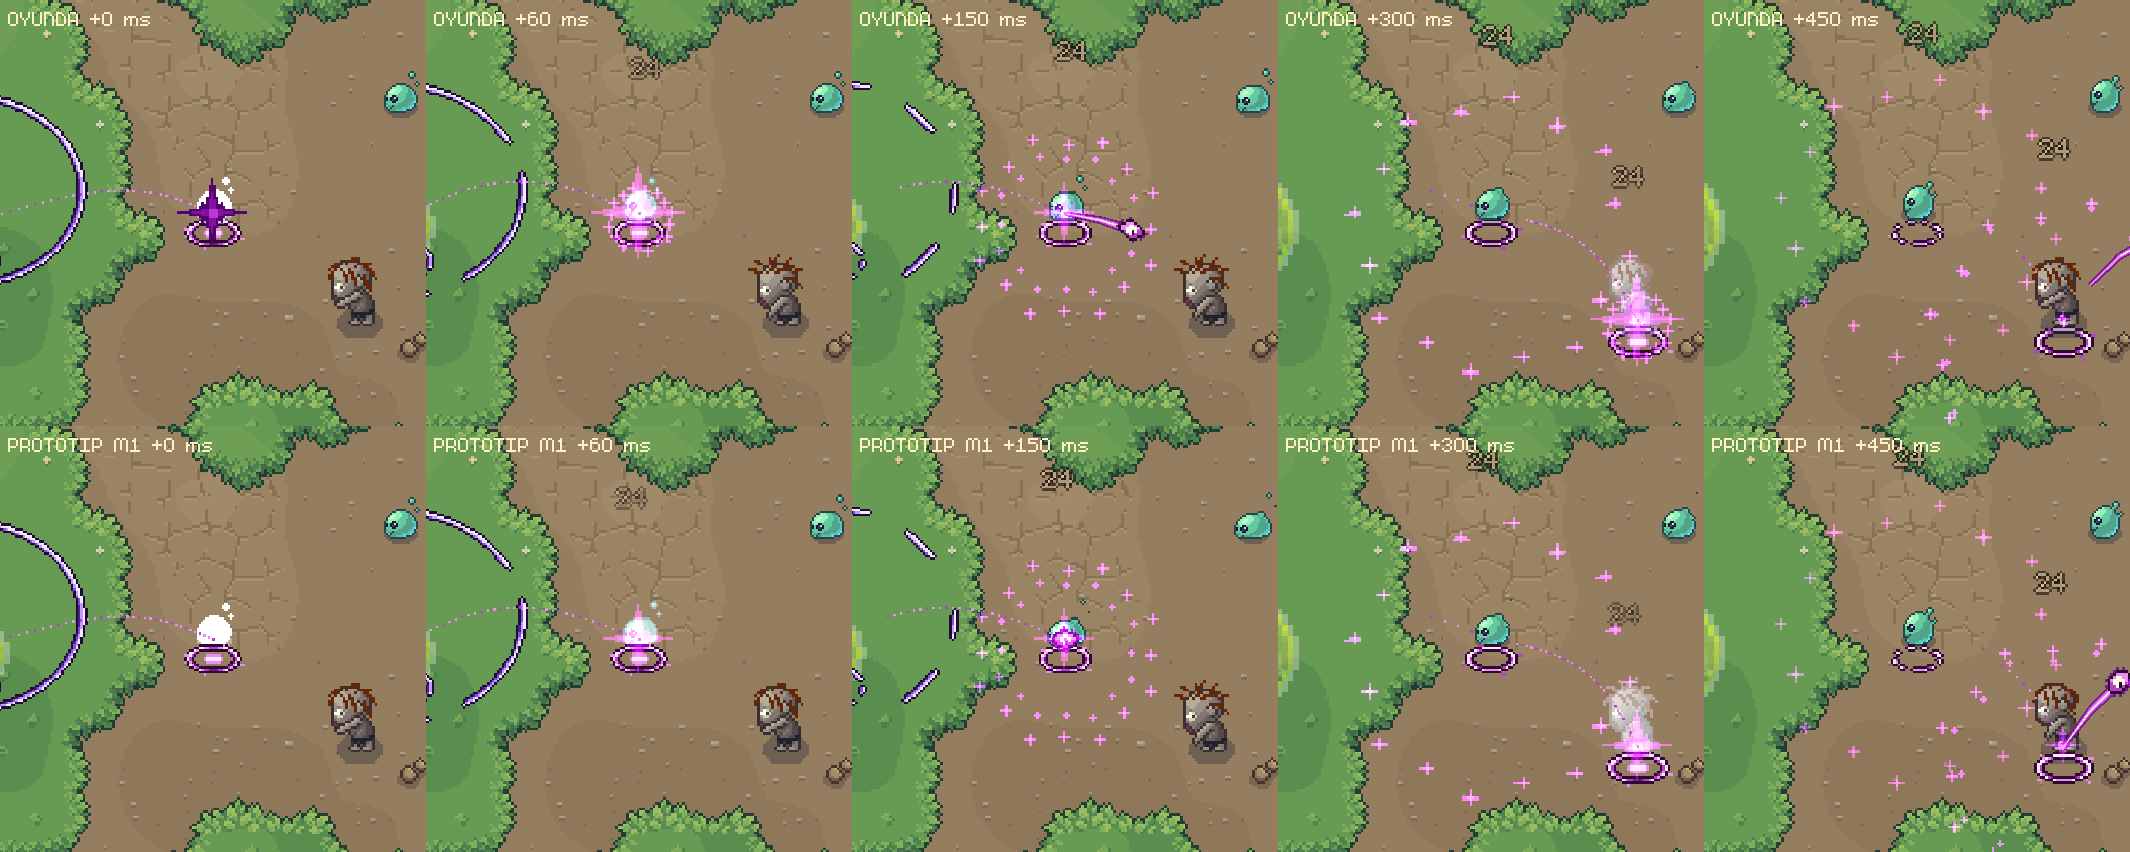 OYUNDA +0 ms
OYUNDA +60 ms
OYUNDA +150 ms
OYUNDA +300 ms
OYUNDA +450 ms
24
24
24
24
24
24
PROTOTIP M1 +0 ms
PROTOTIP M1 +60 ms
PROTOTIP M1 +150 ms
PROTOTIP M1 +300 ms
PROTOTIP M1 +450 ms
24
24
24
24
24
24